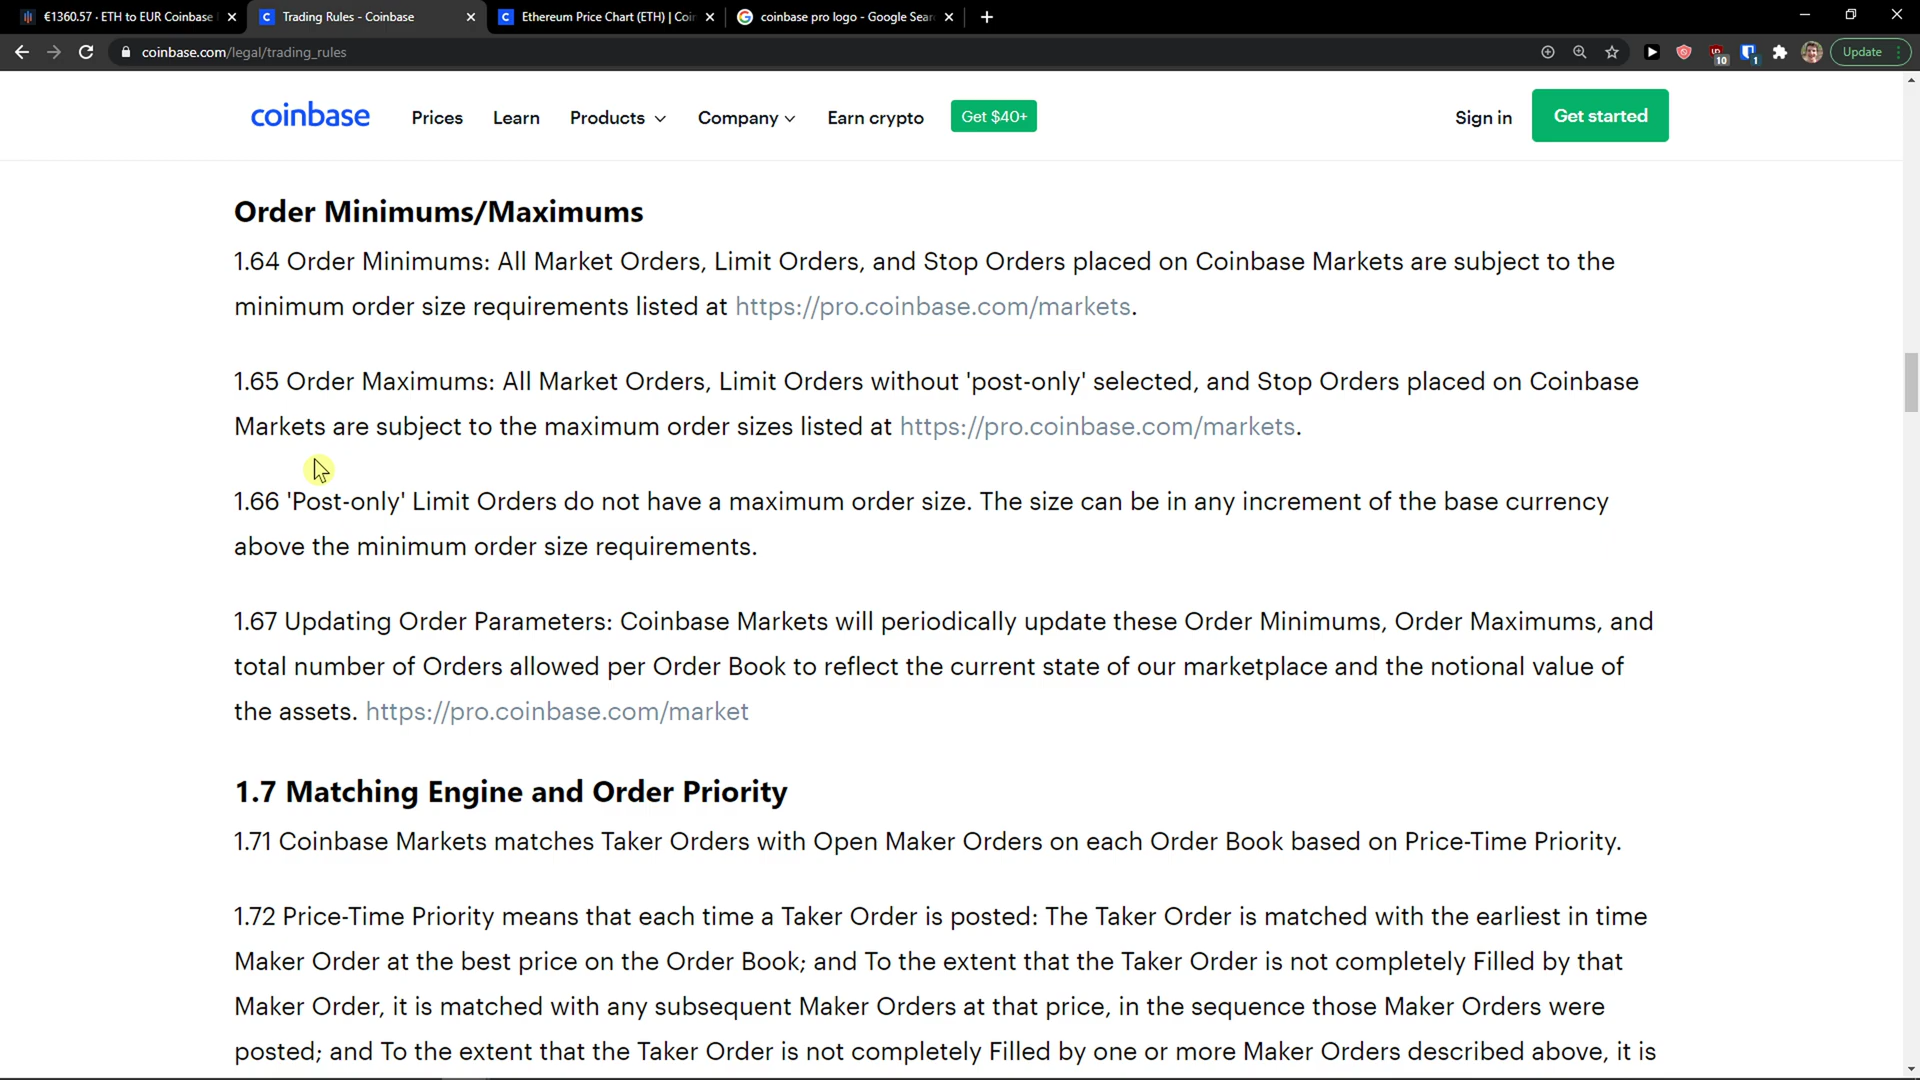 €1360.57 · ETH to EUR Coinbase
Trading Rules - Coinbase
Ethereum Price Chart (ETH) | Coi
coinbase pro logo - Google Sear
coinbase.com/legal/trading_rules
10
1
Update
coinbase
Prices
Learn
Products
Company
Earn crypto
Get $40+
Sign in
Get started
Order Minimums/Maximums
1.64 Order Minimums: All Market Orders, Limit Orders, and Stop Orders placed on Coinbase Markets are subject to the
minimum order size requirements listed at https://pro.coinbase.com/markets.
1.65 Order Maximums: All Market Orders, Limit Orders without 'post-only' selected, and Stop Orders placed on Coinbase
Markets are subject to the maximum order sizes listed at https://pro.coinbase.com/markets.
1.66 'Post-only' Limit Orders do not have a maximum order size. The size can be in any increment of the base currency
above the minimum order size requirements.
1.67 Updating Order Parameters: Coinbase Markets will periodically update these Order Minimums, Order Maximums, and
total number of Orders allowed per Order Book to reflect the current state of our marketplace and the notional value of
the assets. https://pro.coinbase.com/market
1.7 Matching Engine and Order Priority
1.71 Coinbase Markets matches Taker Orders with Open Maker Orders on each Order Book based on Price-Time Priority.
1.72 Price-Time Priority means that each time a Taker Order is posted: The Taker Order is matched with the earliest in time
Maker Order at the best price on the Order Book; and To the extent that the Taker Order is not completely Filled by that
Maker Order, it is matched with any subsequent Maker Orders at that price, in the sequence those Maker Orders were
posted; and To the extent that the Taker Order is not completely Filled by one or more Maker Orders described above, it is